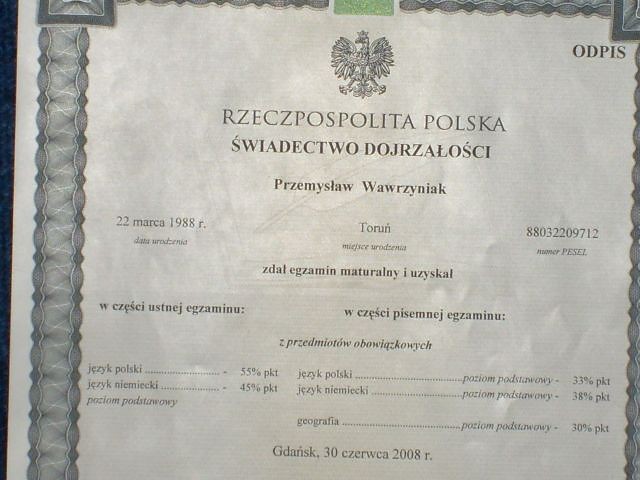 ODPIS
RZECZPOSPOLITA POLSKA
ŚWIADECTWO DOJRZAŁOŚCI
Przemysław Wawrzyniak
22 marca 1988 r. Toruń 88032209712
data urodzenia miejsce urodzenia numer PESEL
zdał egzamin maturalny i uzyskał
w części ustnej egzaminu: w części pisemnej egzaminu:
z przedmiotów obowiązkowych
język polski ........................ - 55% pkt język polski ........................................poziom podstawowy - 33% pkt
język niemiecki ................... - 45% pkt język niemiecki ...................................poziom podstawowy - 38% pkt
poziom podstawowy
geografia ........................................poziom podstawowy - 30% pkt
Gdańsk, 30 czerwca 2008 r.